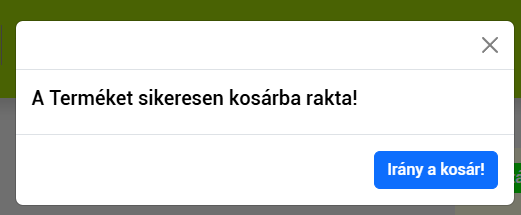 A Terméket sikeresen kosárba rakta!
Irány a kosár!